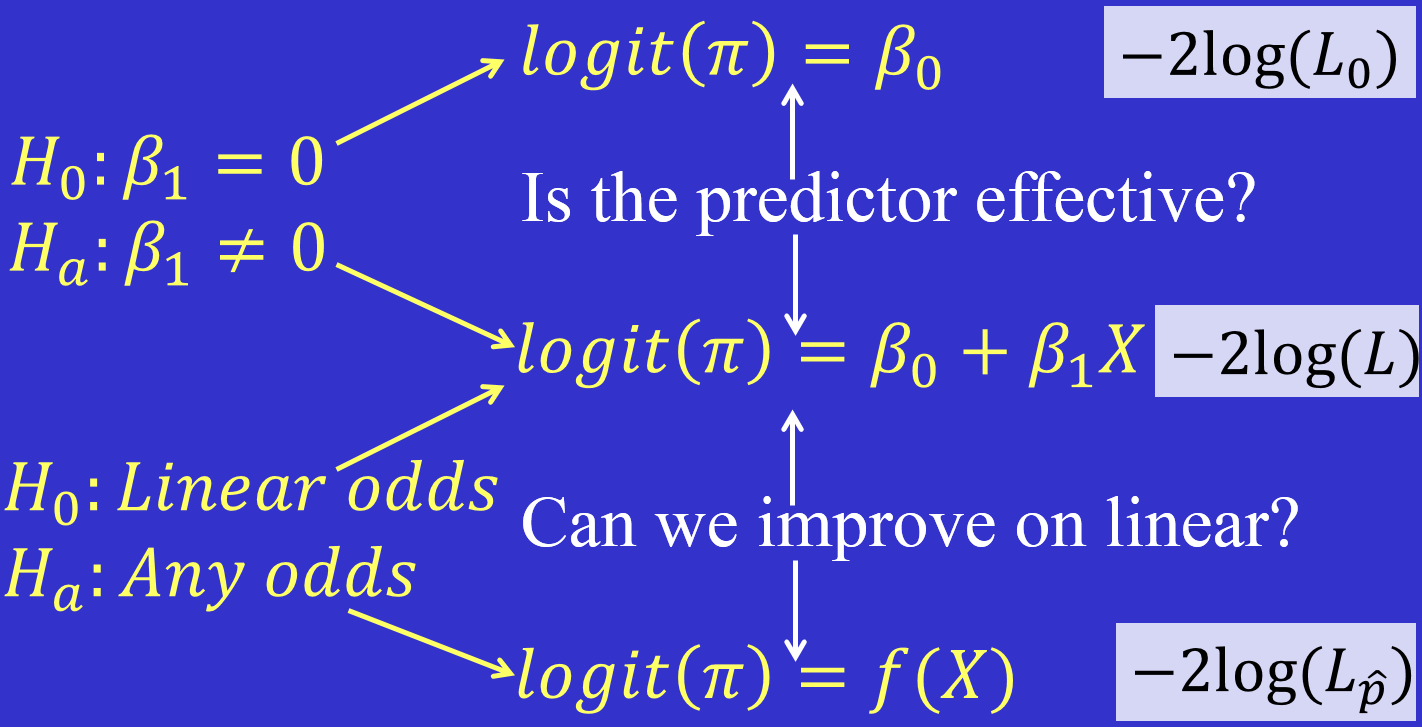 logit(π) = β₀
−2log(L₀)
H₀: β₁ = 0
Hₐ: β₁ ≠ 0
Is the predictor effective?
logit(π) = β₀ + β₁X
−2log(L)
H₀: Linear odds
Hₐ: Any odds
Can we improve on linear?
logit(π) = f(X)
−2log(L_p̂)